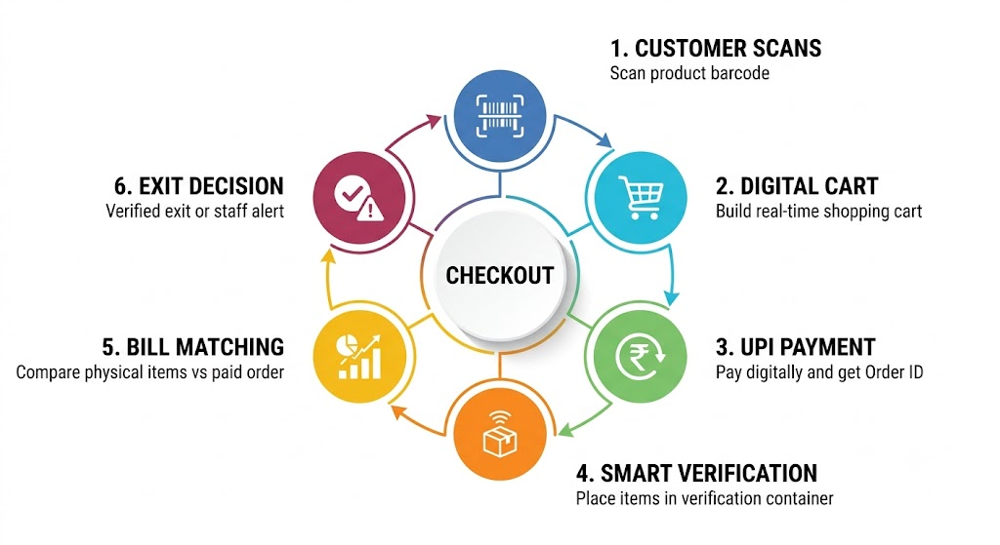 1. CUSTOMER SCANS
Scan product barcode
2. DIGITAL CART
Build real-time shopping cart
3. UPI PAYMENT
Pay digitally and get Order ID
4. SMART VERIFICATION
Place items in verification container
5. BILL MATCHING
Compare physical items vs paid order
6. EXIT DECISION
Verified exit or staff alert
CHECKOUT
₹